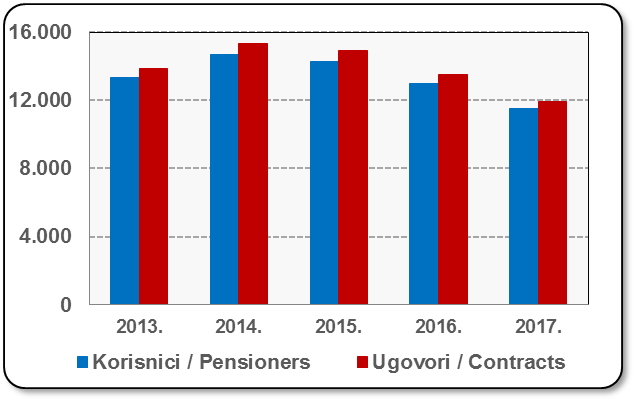 16.000
12.000
8.000
4.000
0
2013. 2014. 2015. 2016. 2017.
Korisnici / Pensioners Ugovori / Contracts